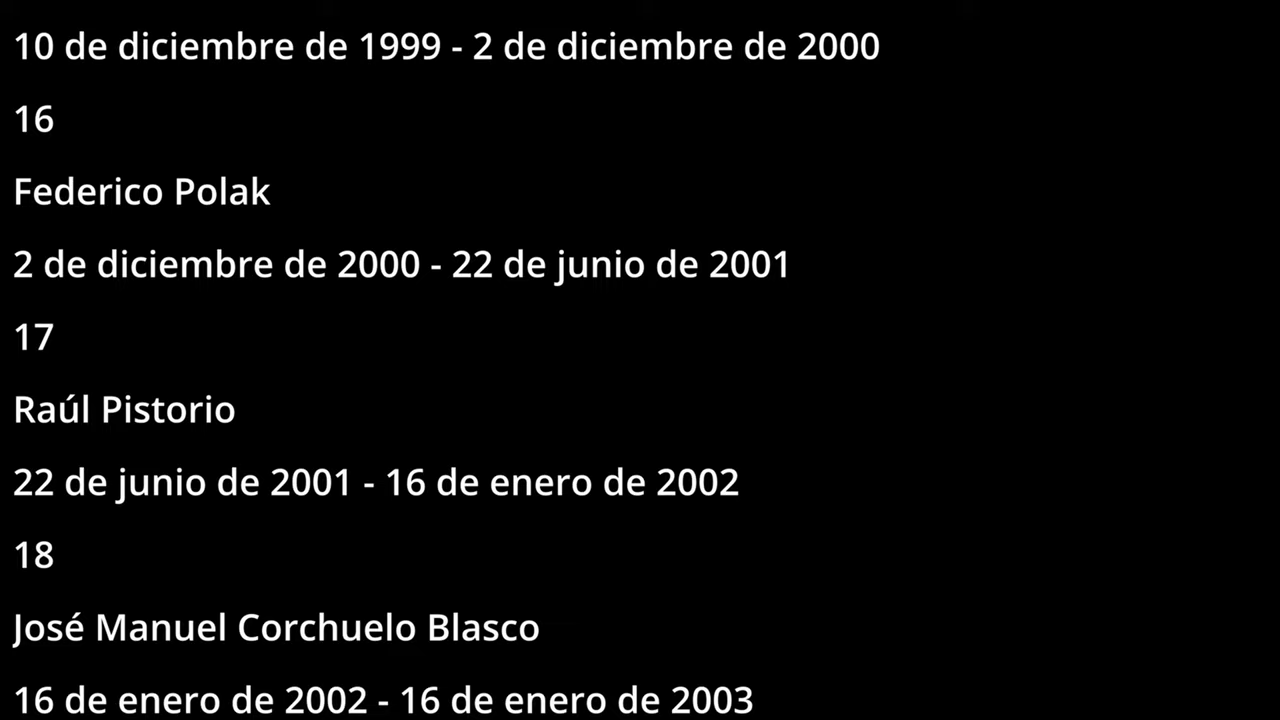 10 de diciembre de 1999 - 2 de diciembre de 2000
16
Federico Polak
2 de diciembre de 2000 - 22 de junio de 2001
17
Raúl Pistorio
22 de junio de 2001 - 16 de enero de 2002
18
José Manuel Corchuelo Blasco
16 de enero de 2002 - 16 de enero de 2003